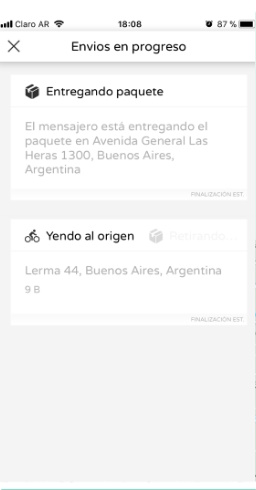 Claro AR 18:08 87 %
Envios en progreso
Entregando paquete
El mensajero está entregando el
paquete en Avenida General Las
Heras 1300, Buenos Aires,
Argentina
FINALIZACIÓN EST.
Yendo al origen Retirando...
Lerma 44, Buenos Aires, Argentina
9 B
FINALIZACIÓN EST.